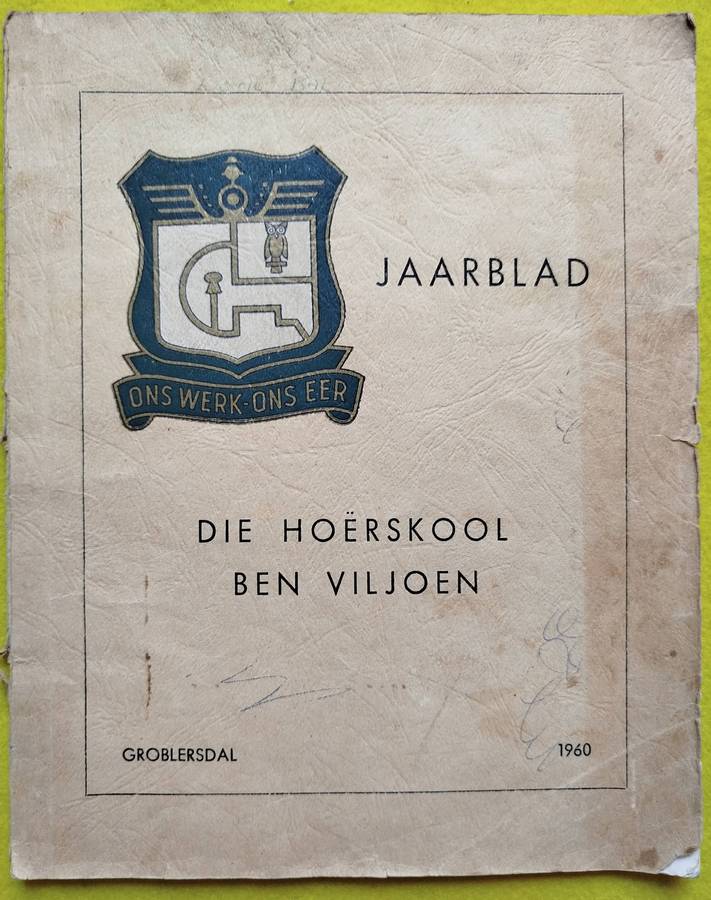 JAARBLAD
ONS WERK-ONS EER
DIE HOËRSKOOL
BEN VILJOEN
GROBLERSDAL
1960